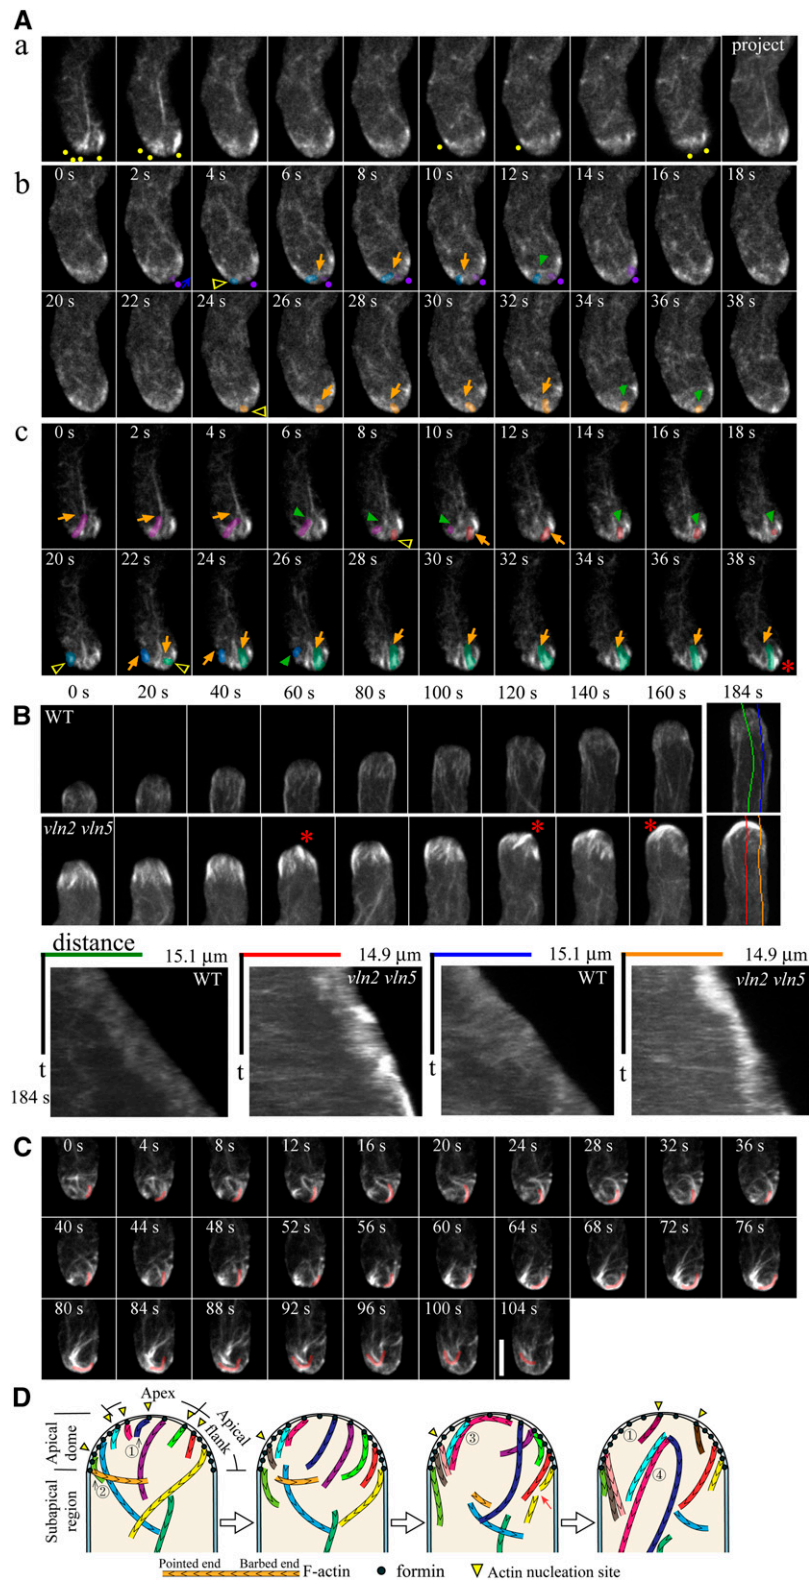 A
a
project
b
0 s 2 s 4 s 6 s 8 s 10 s 12 s 14 s 16 s 18 s
20 s 22 s 24 s 26 s 28 s 30 s 32 s 34 s 36 s 38 s
c
0 s 2 s 4 s 6 s 8 s 10 s 12 s 14 s 16 s 18 s
20 s 22 s 24 s 26 s 28 s 30 s 32 s 34 s 36 s 38 s
*
0 s 20 s 40 s 60 s 80 s 100 s 120 s 140 s 160 s 184 s
B
WT
vln2 vln5
* * *
distance
15.1 μm 14.9 μm 15.1 μm 14.9 μm
WT vln2 vln5 WT vln2 vln5
t t t t
184 s
C
0 s 4 s 8 s 12 s 16 s 20 s 24 s 28 s 32 s 36 s
40 s 44 s 48 s 52 s 56 s 60 s 64 s 68 s 72 s 76 s
80 s 84 s 88 s 92 s 96 s 100 s 104 s
D
Apex
Apical flank
Apical dome
Subapical region
① ② ③ ① ④
Pointed end Barbed end F-actin formin Actin nucleation site